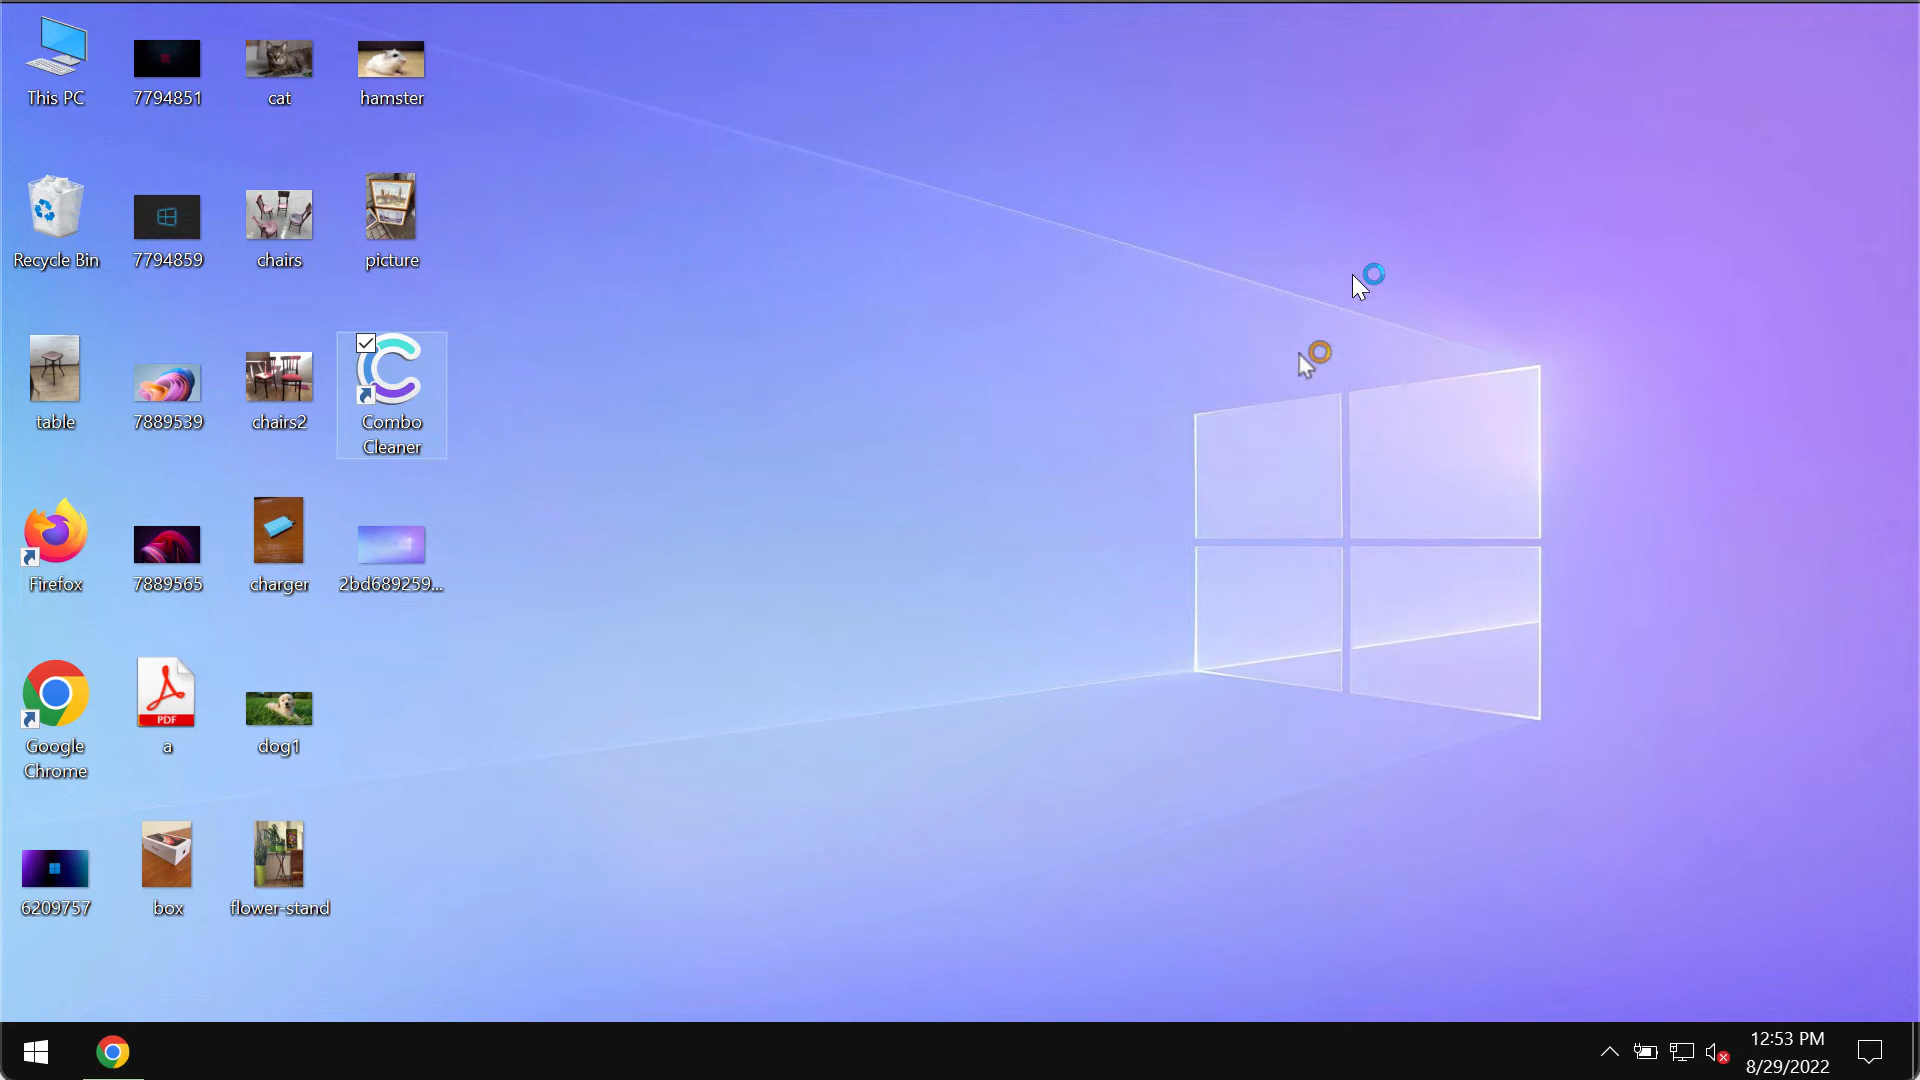 This PC
7794851
cat
hamster
Recycle Bin
7794859
chairs
picture
table
7889539
chairs2
Combo
Cleaner
Firefox
7889565
charger
2bd689259...
Google
Chrome
PDF
a
dog1
6209757
box
flower-stand
12:53 PM
8/29/2022